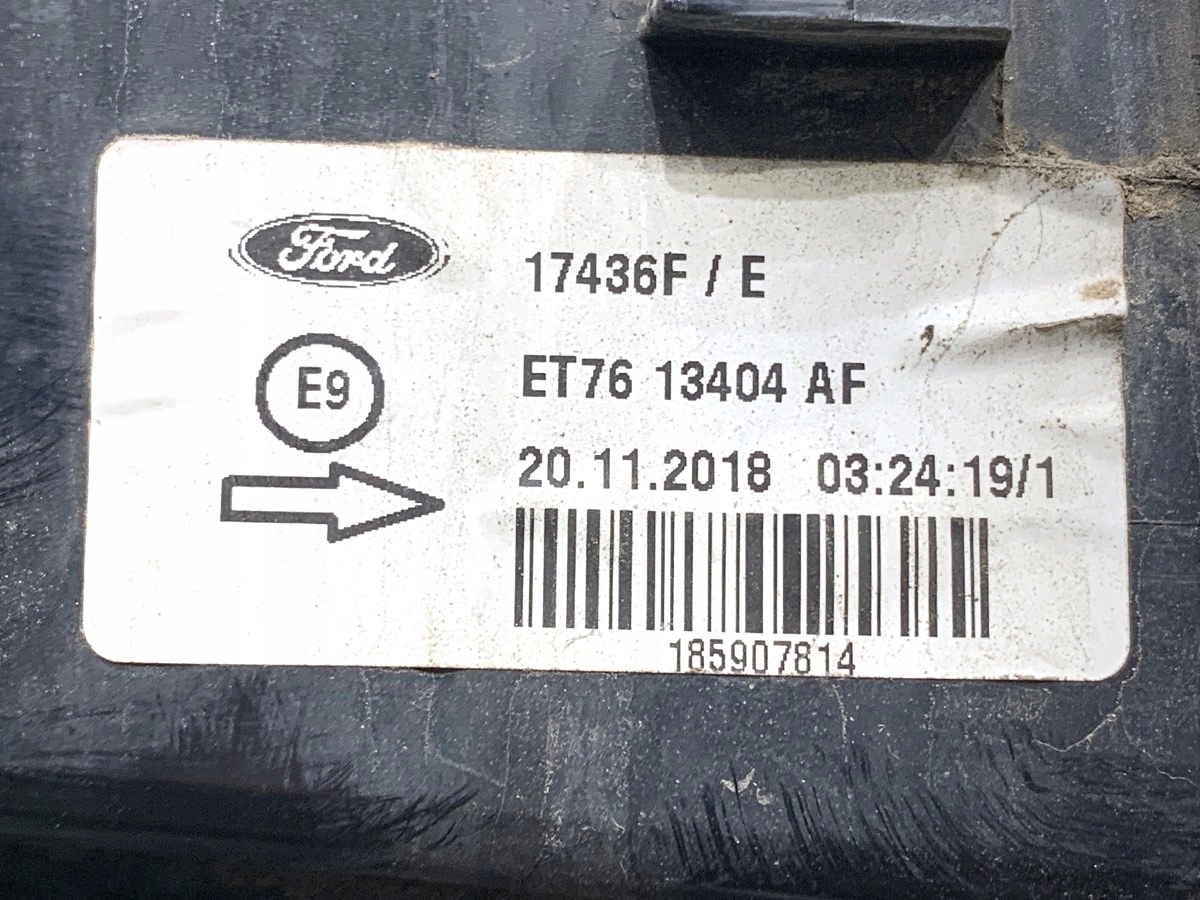 Ford
17436F / E
E9
ET76 13404 AF
20.11.2018 03:24:19/1
185907814